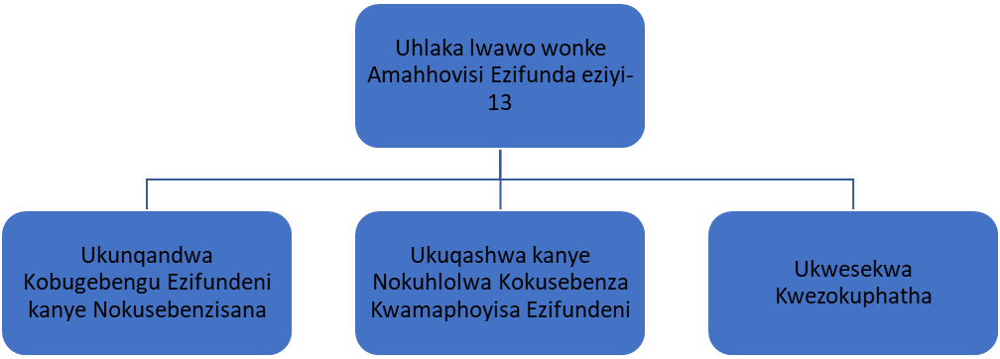 Uhlaka lwawo wonke
Amahhovisi Ezifunda eziyi-
13
Ukunqandwa
Kobugebengu Ezifundeni
kanye Nokusebenzisana
Ukuqashwa kanye
Nokuhlolwa Kokusebenza
Kwamaphoyisa Ezifundeni
Ukwesekwa
Kwezokuphatha